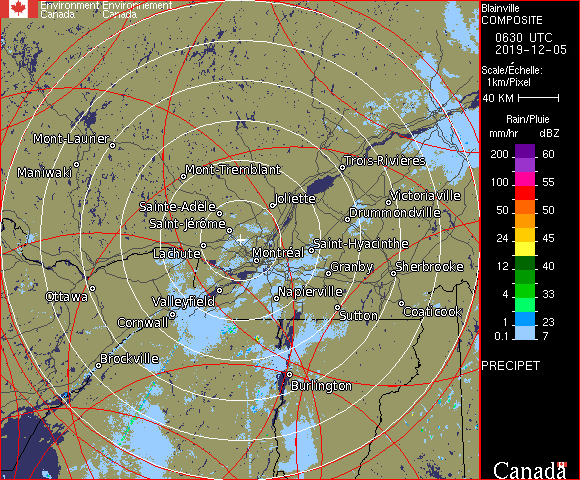 Environment Environnement
Canada Canada
Blainville
COMPOSITE
0630 UTC
2019-12-05
Scale/Échelle:
1km/Pixel
40 KM
Rain/Pluie
mm/hr dBZ
200 60
100 55
50 50
24 45
12 40
4 33
1 23
0.1 7
PRECIPET
Canada
Mont-Laurier
Maniwaki
Mont-Tremblant
Trois-Rivières
Joliette
Victoriaville
Sainte-Adèle
Drummondville
Saint-Jérôme
Lachute
Montréal
Saint-Hyacinthe
Granby
Sherbrooke
Ottawa
Valleyfield
Napierville
Cornwall
Sutton
Coaticook
Brockville
Burlington